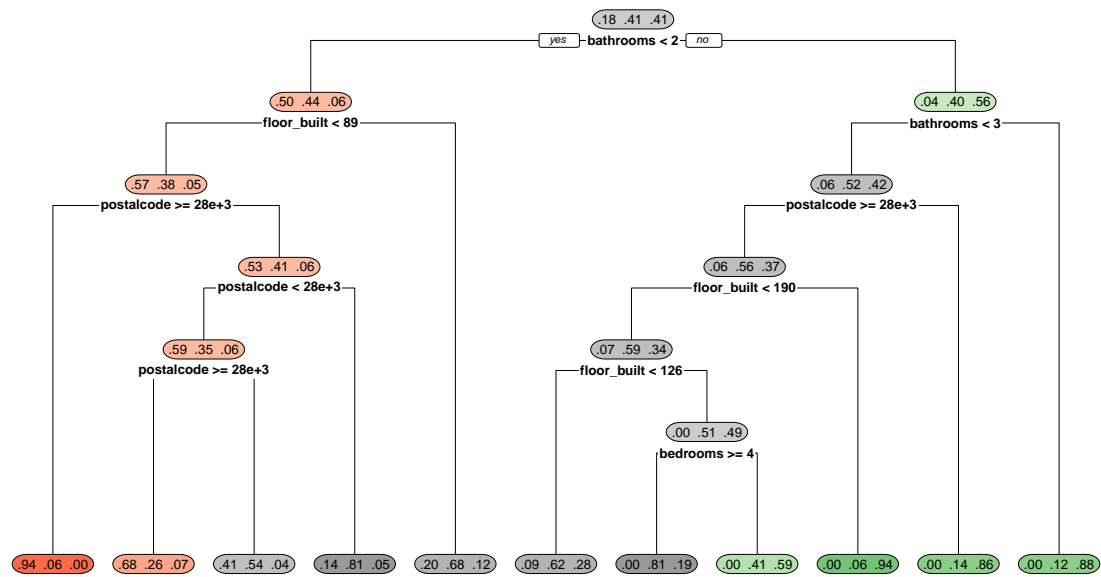 .18 .41 .41
yes bathrooms < 2 no
.50 .44 .06 .04 .40 .56
floor_built < 89 bathrooms < 3
.57 .38 .05 .06 .52 .42
postalcode >= 28e+3 postalcode >= 28e+3
.53 .41 .06 .06 .56 .37
postalcode < 28e+3 floor_built < 190
.59 .35 .06 .07 .59 .34
postalcode >= 28e+3 floor_built < 126
.00 .51 .49
bedrooms >= 4
.94 .06 .00 .68 .26 .07 .41 .54 .04 .14 .81 .05 .20 .68 .12 .09 .62 .28 .00 .81 .19 .00 .41 .59 .00 .06 .94 .00 .14 .86 .00 .12 .88